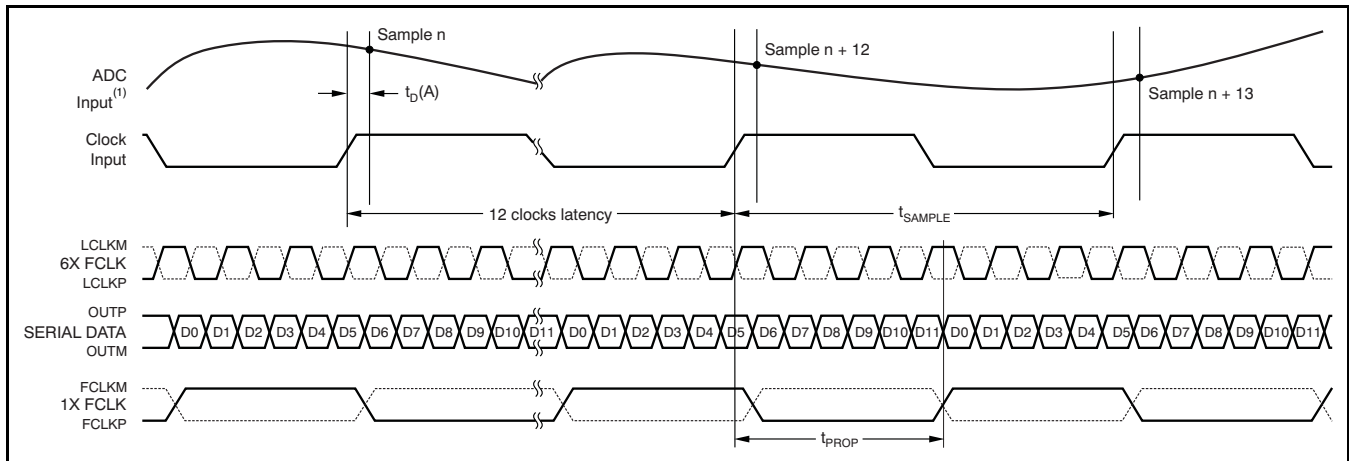 Sample n
Sample n + 12
Sample n + 13
ADC
Input(1)
tD(A)
Clock
Input
12 clocks latency
tSAMPLE
LCLKM
6X FCLK
LCLKP
OUTP
SERIAL DATA
OUTM
D0 D1 D2 D3 D4 D5 D6 D7 D8 D9 D10 D11 D0 D1 D2 D3 D4 D5 D6 D7 D8 D9 D10 D11 D0 D1 D2 D3 D4 D5 D6 D7 D8 D9 D10 D11
FCLKM
1X FCLK
FCLKP
tPROP